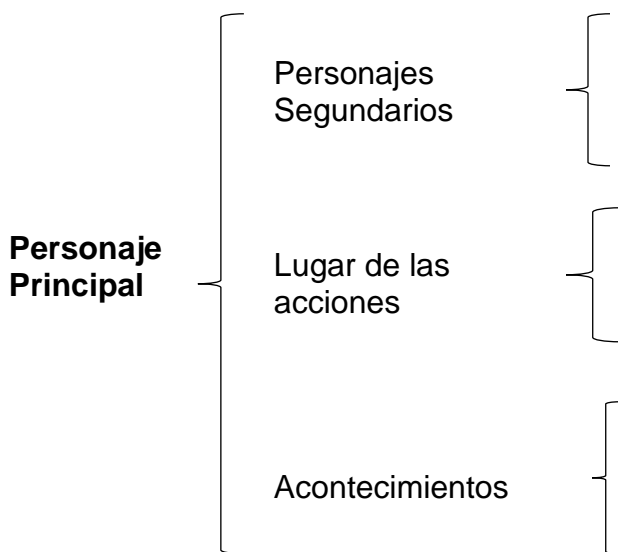 Personajes
Segundarios
Personaje
Principal
Lugar de las
acciones
Acontecimientos